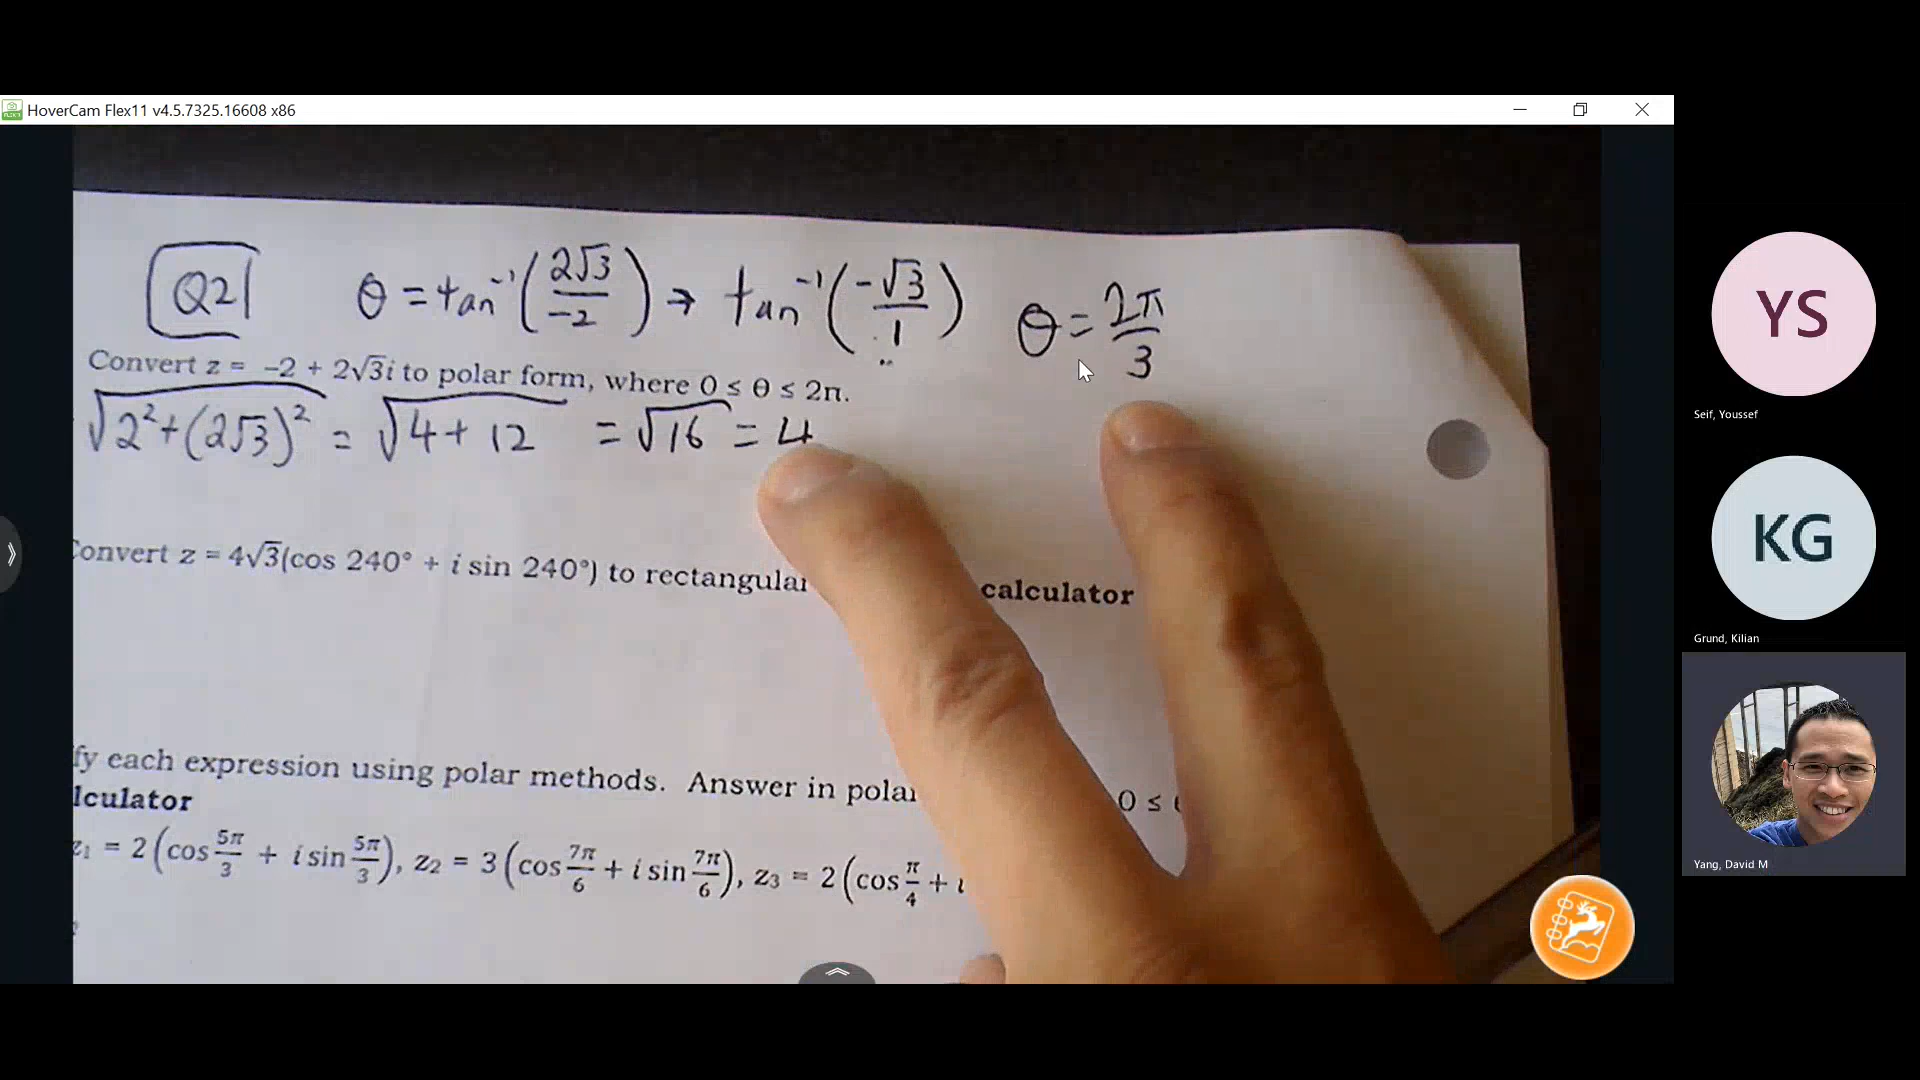 HoverCam Flex11 v4.5.7325.16608 x86
Q2
θ = tan⁻¹(2√3/-2) → tan⁻¹(-√3/1) θ = 2π/3
Convert z = -2 + 2√3i to polar form, where 0 ≤ θ ≤ 2π.
√2² + (2√3)² = √4 + 12 = √16 = 4
Convert z = 4√3(cos 240° + i sin 240°) to rectangular calculator
fy each expression using polar methods. Answer in polar 0 ≤
lculator
z₁ = 2(cos 5π/3 + i sin 5π/3), z₂ = 3(cos 7π/6 + i sin 7π/6), z₃ = 2(cos π/4 + i
YS
Seif, Youssef
KG
Grund, Kilian
Yang, David M